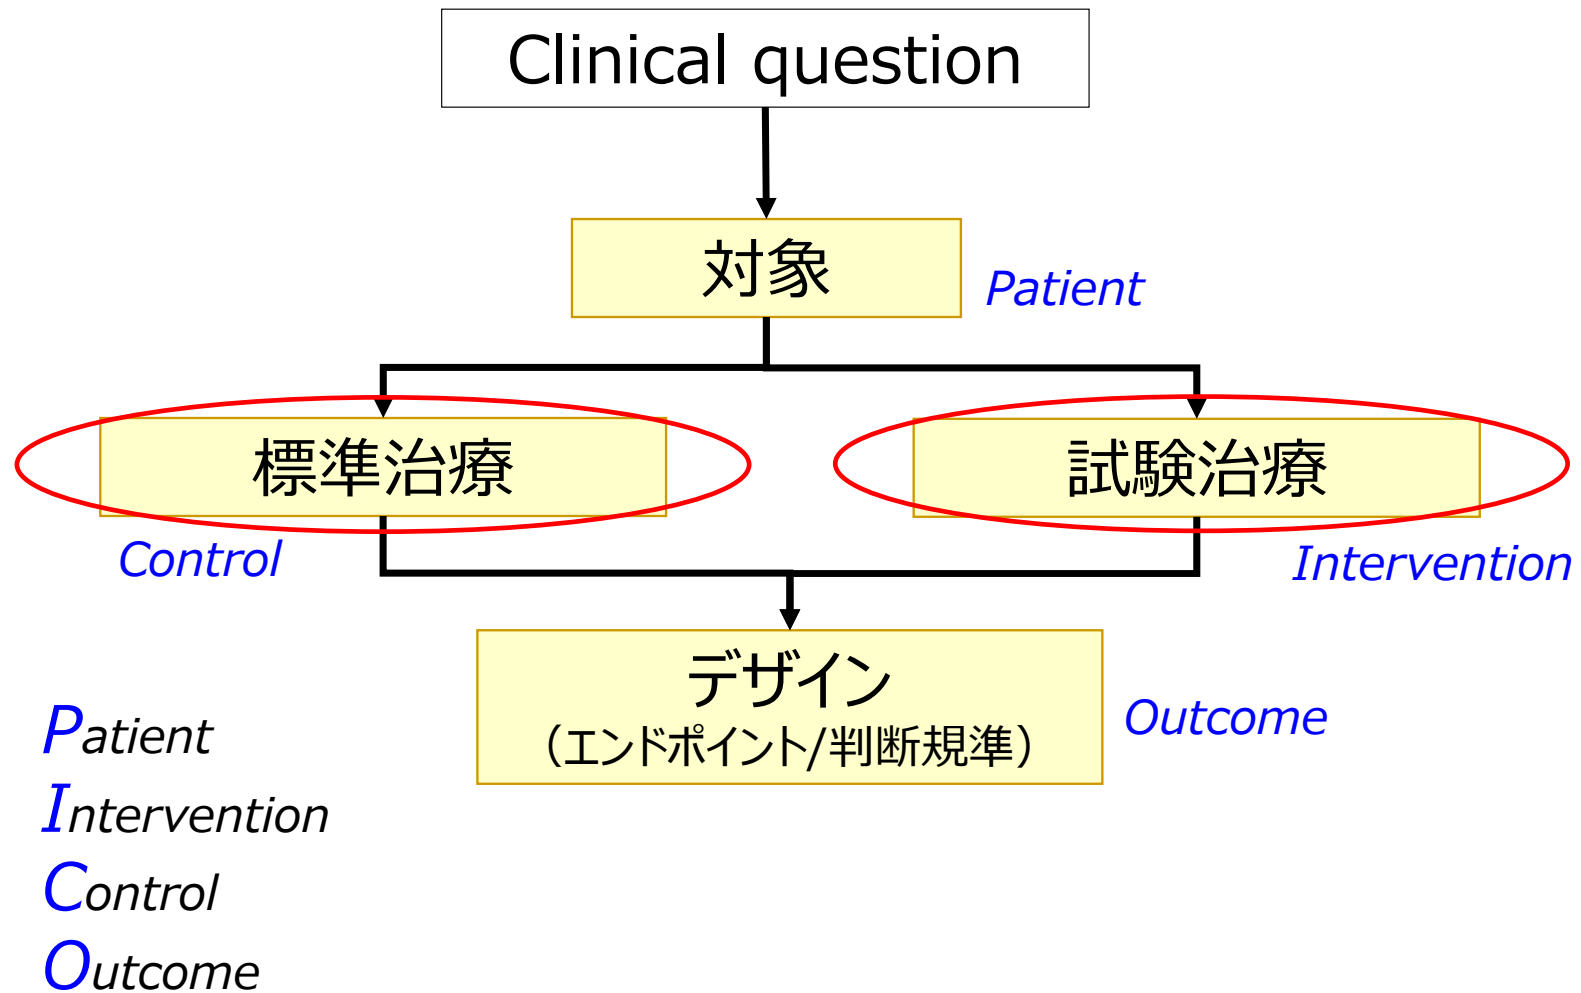 Clinical question
対象
Patient
標準治療
試験治療
Control
Intervention
デザイン
（エンドポイント/判断規準）
Outcome
Patient
Intervention
Control
Outcome